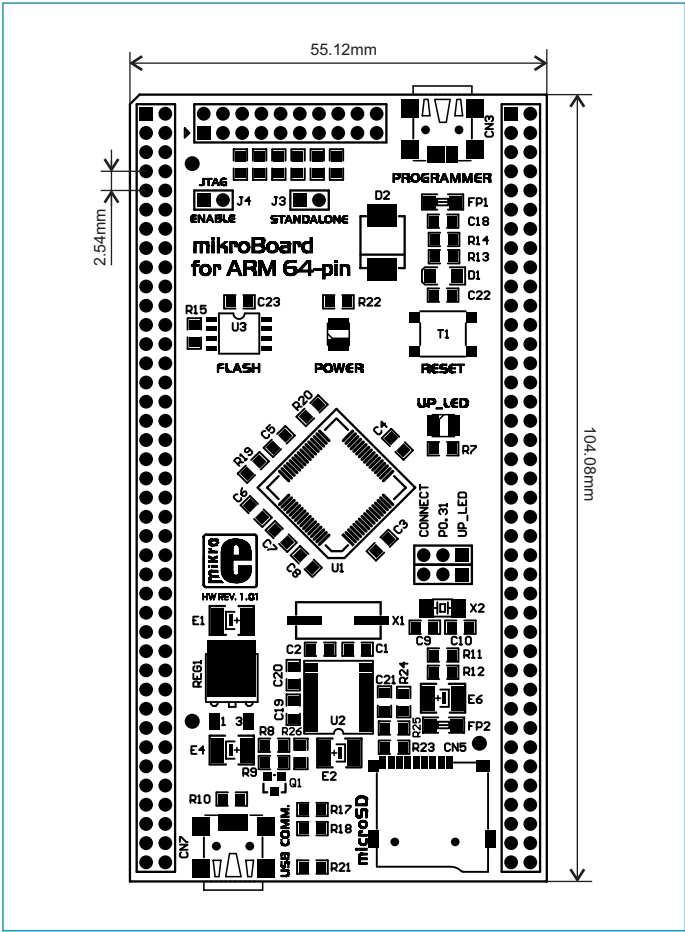 55.12mm
CN3
PROGRAMMER
JTAG
J4
ENABLE
J3
STANDALONE
D2
FP1
C18
R14
R13
D1
C22
2.54mm
mikroBoard
for ARM 64-pin
R15
C23
U3
FLASH
R22
POWER
T1
RESET
UP_LED
R7
104.08mm
R20
C5
R19
C4
C6
C7
C8
C3
U1
CONNECT
P0.31
UP_LED
mikro
e
HW REV. 1.01
E1
X1
X2
C9
C10
C2
C1
REG1
C20
C19
C21
R24
R11
R12
E6
1 3
U2
R25
FP2
E4
R8
R26
R9
E2
R23
CN5
Q1
R10
R17
R18
R21
CN7
USB COMM.
microSD